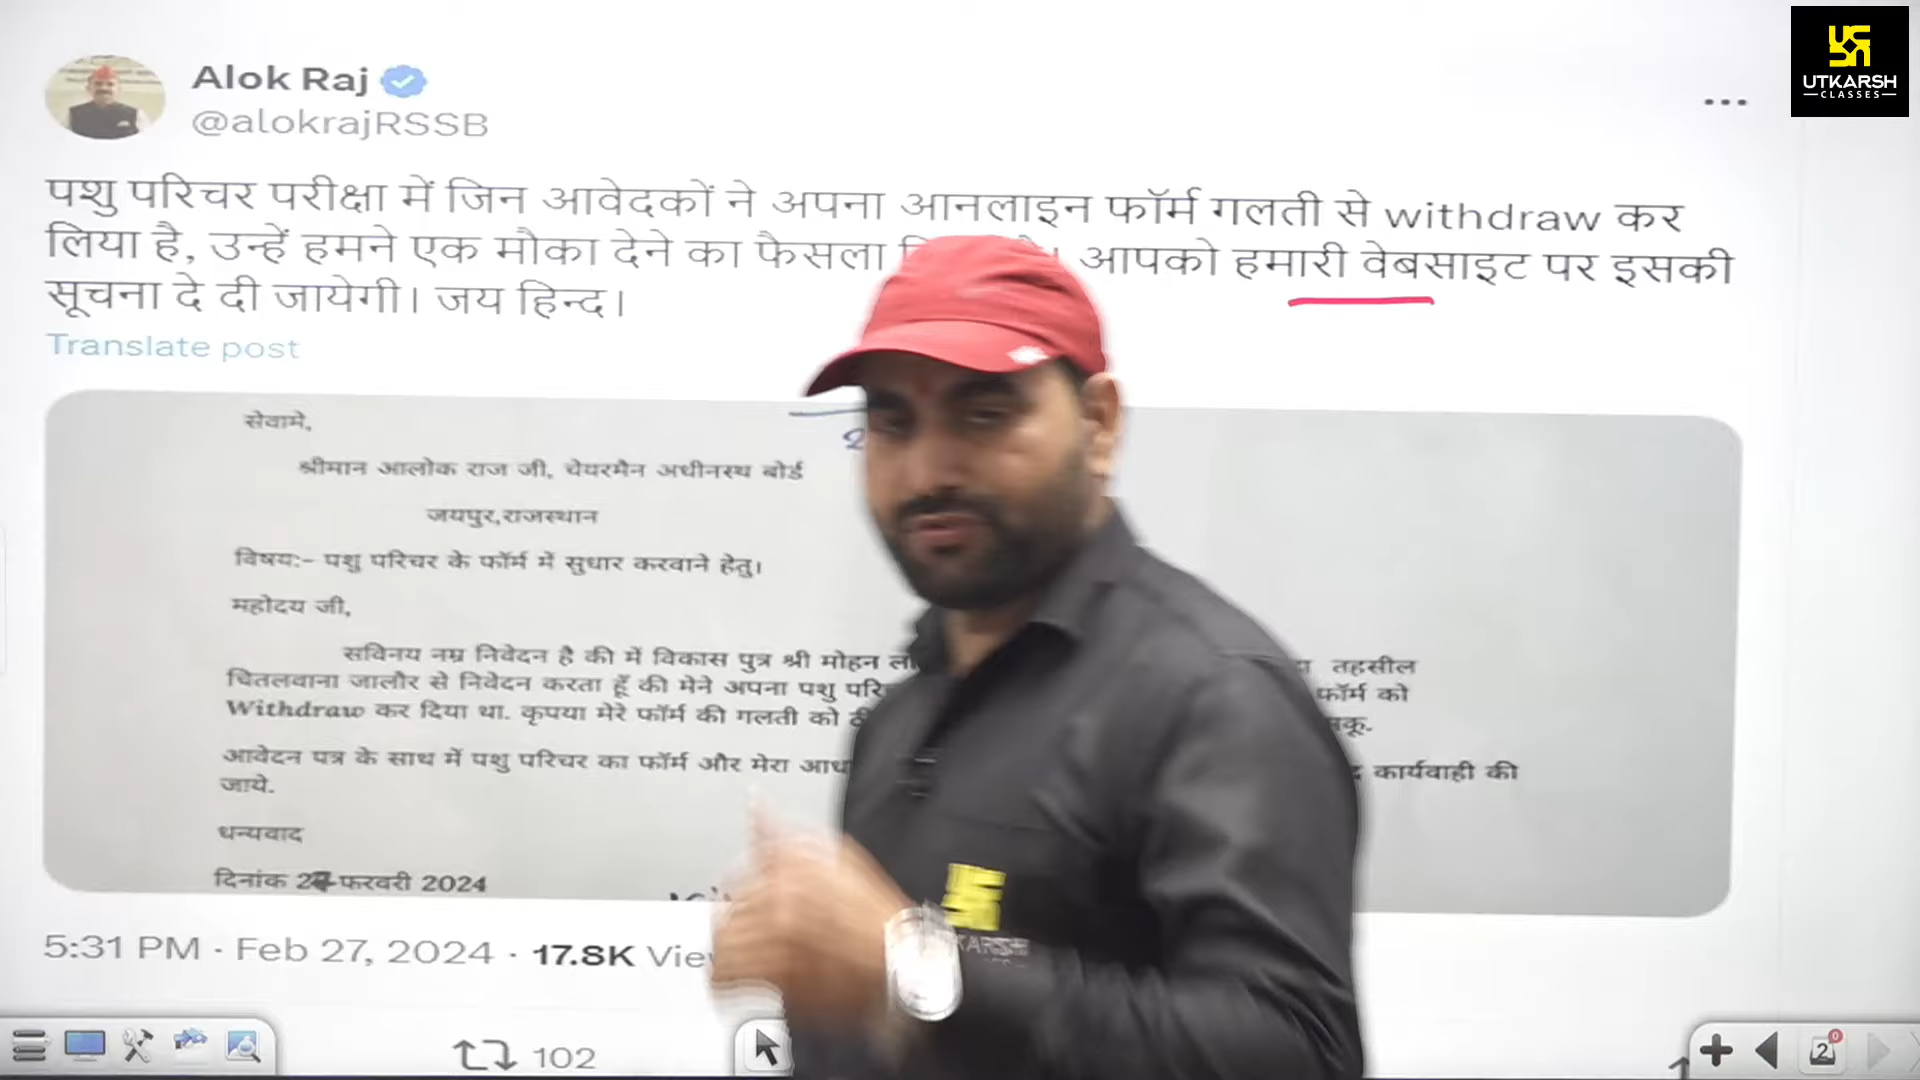 Alok Raj
@alokrajRSSB
UTKARSH
CLASSES
पशु परिचर परीक्षा में जिन आवेदकों ने अपना आनलाइन फॉर्म गलती से withdraw कर
लिया है, उन्हें हमने एक मौका देने का फैसला आपको हमारी वेबसाइट पर इसकी
सूचना दे दी जायेगी। जय हिन्द।
Translate post
सेवामे,
श्रीमान आलोक राज जी, चेयरमैन अधीनस्थ बोर्ड
जयपुर,राजस्थान
विषय:- पशु परिचर के फॉर्म में सुधार करवाने हेतु।
महोदय जी,
सविनय नम्र निवेदन है की में विकास पुत्र श्री मोहन तहसील
चितलवाना जालौर से निवेदन करता हूँ की मेने अपना पशु फॉर्म को
Withdraw कर दिया था. कृपया मेरे फॉर्म की गलती को
आवेदन पत्र के साथ में पशु परिचर का फॉर्म और मेरा कार्यवाही की
जाये.
धन्यवाद
दिनांक 27 फरवरी 2024
5:31 PM · Feb 27, 2024 · 17.8K
102
2
0